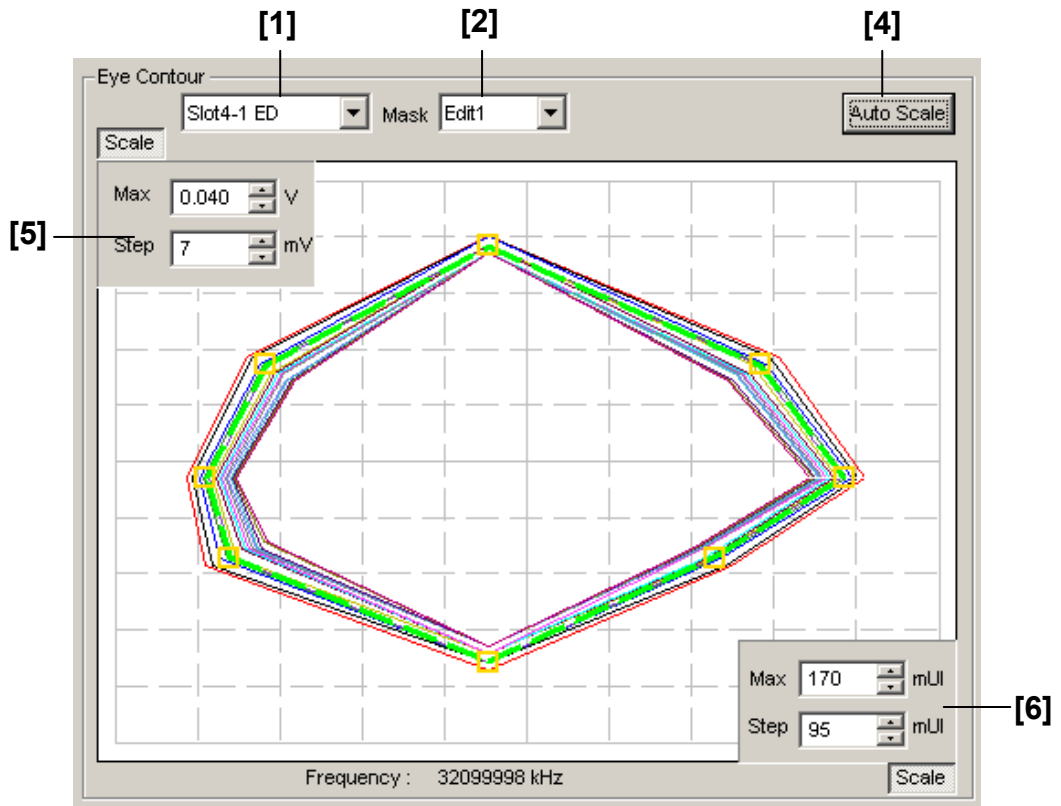 [1] [2] [4]
Eye Contour
Slot4-1 ED Mask Edit1 Auto Scale
Scale
Max 0.040 V
[5] Step 7 mV
Max 170 mUI
[6]
Step 95 mUI
Frequency : 32099998 kHz Scale